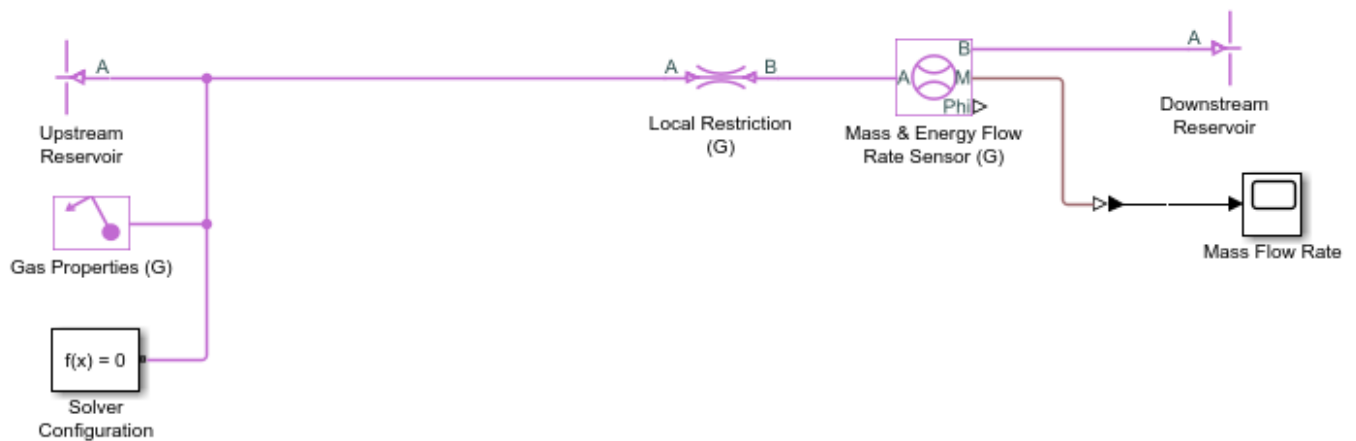 A
Upstream
Reservoir
Gas Properties (G)
f(x) = 0
Solver
Configuration
A
B
Local Restriction
(G)
A
B
M
Phi
Mass & Energy Flow
Rate Sensor (G)
A
Downstream
Reservoir
Mass Flow Rate